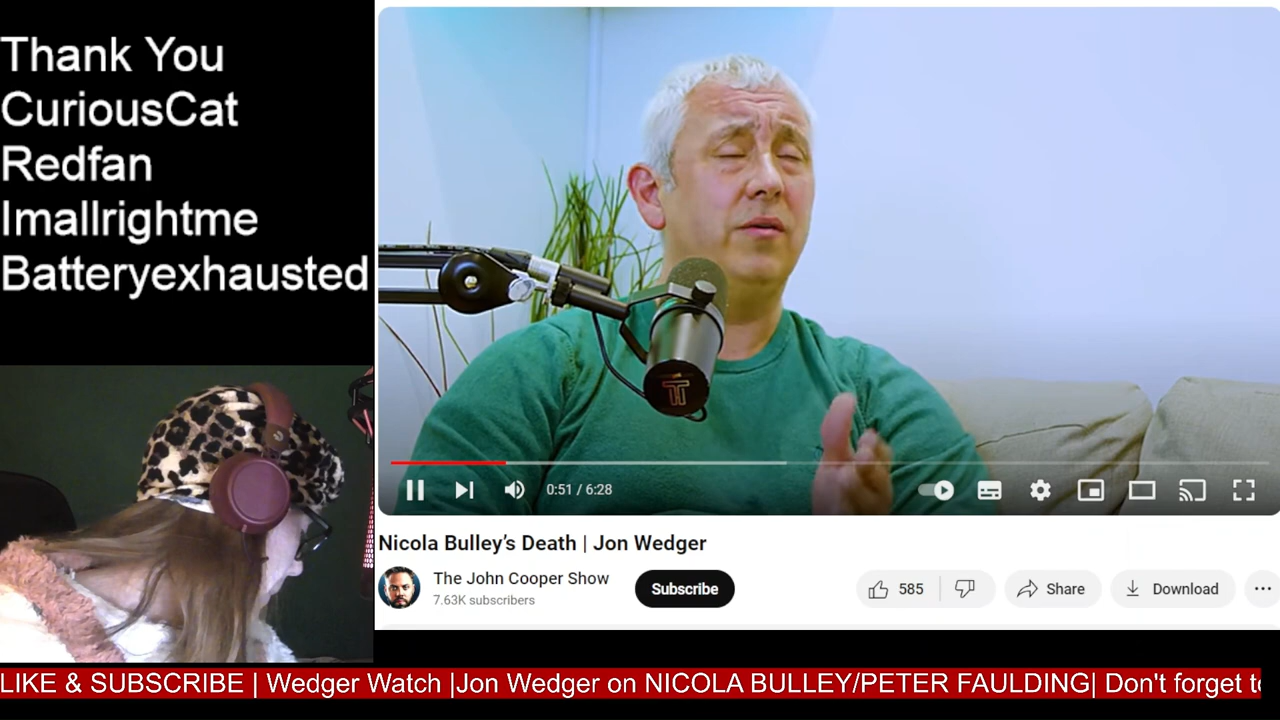 Thank You
CuriousCat
Redfan
Imallrightme
Batteryexhausted
0:51 / 6:28
Nicola Bulley’s Death | Jon Wedger
The John Cooper Show
7.63K subscribers
Subscribe
585
Share
Download
LIKE & SUBSCRIBE | Wedger Watch |Jon Wedger on NICOLA BULLEY/PETER FAULDING| Don't forget to